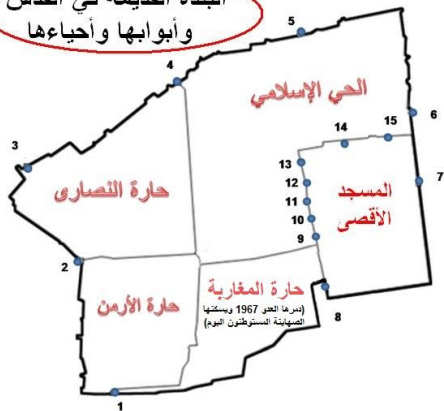 البلدة القديمة في القدس
وأبوابها وأحياءها
5
4
الحي الإسلامي
6
3
14
15
13
المسجد
الأقصى
7
12
11
10
9
حارة النصارى
2
حارة المغاربة
(دمرها العدو 1967 ويسكنها
الصهاينة المستوطنون اليوم)
حارة الأرمن
8
1